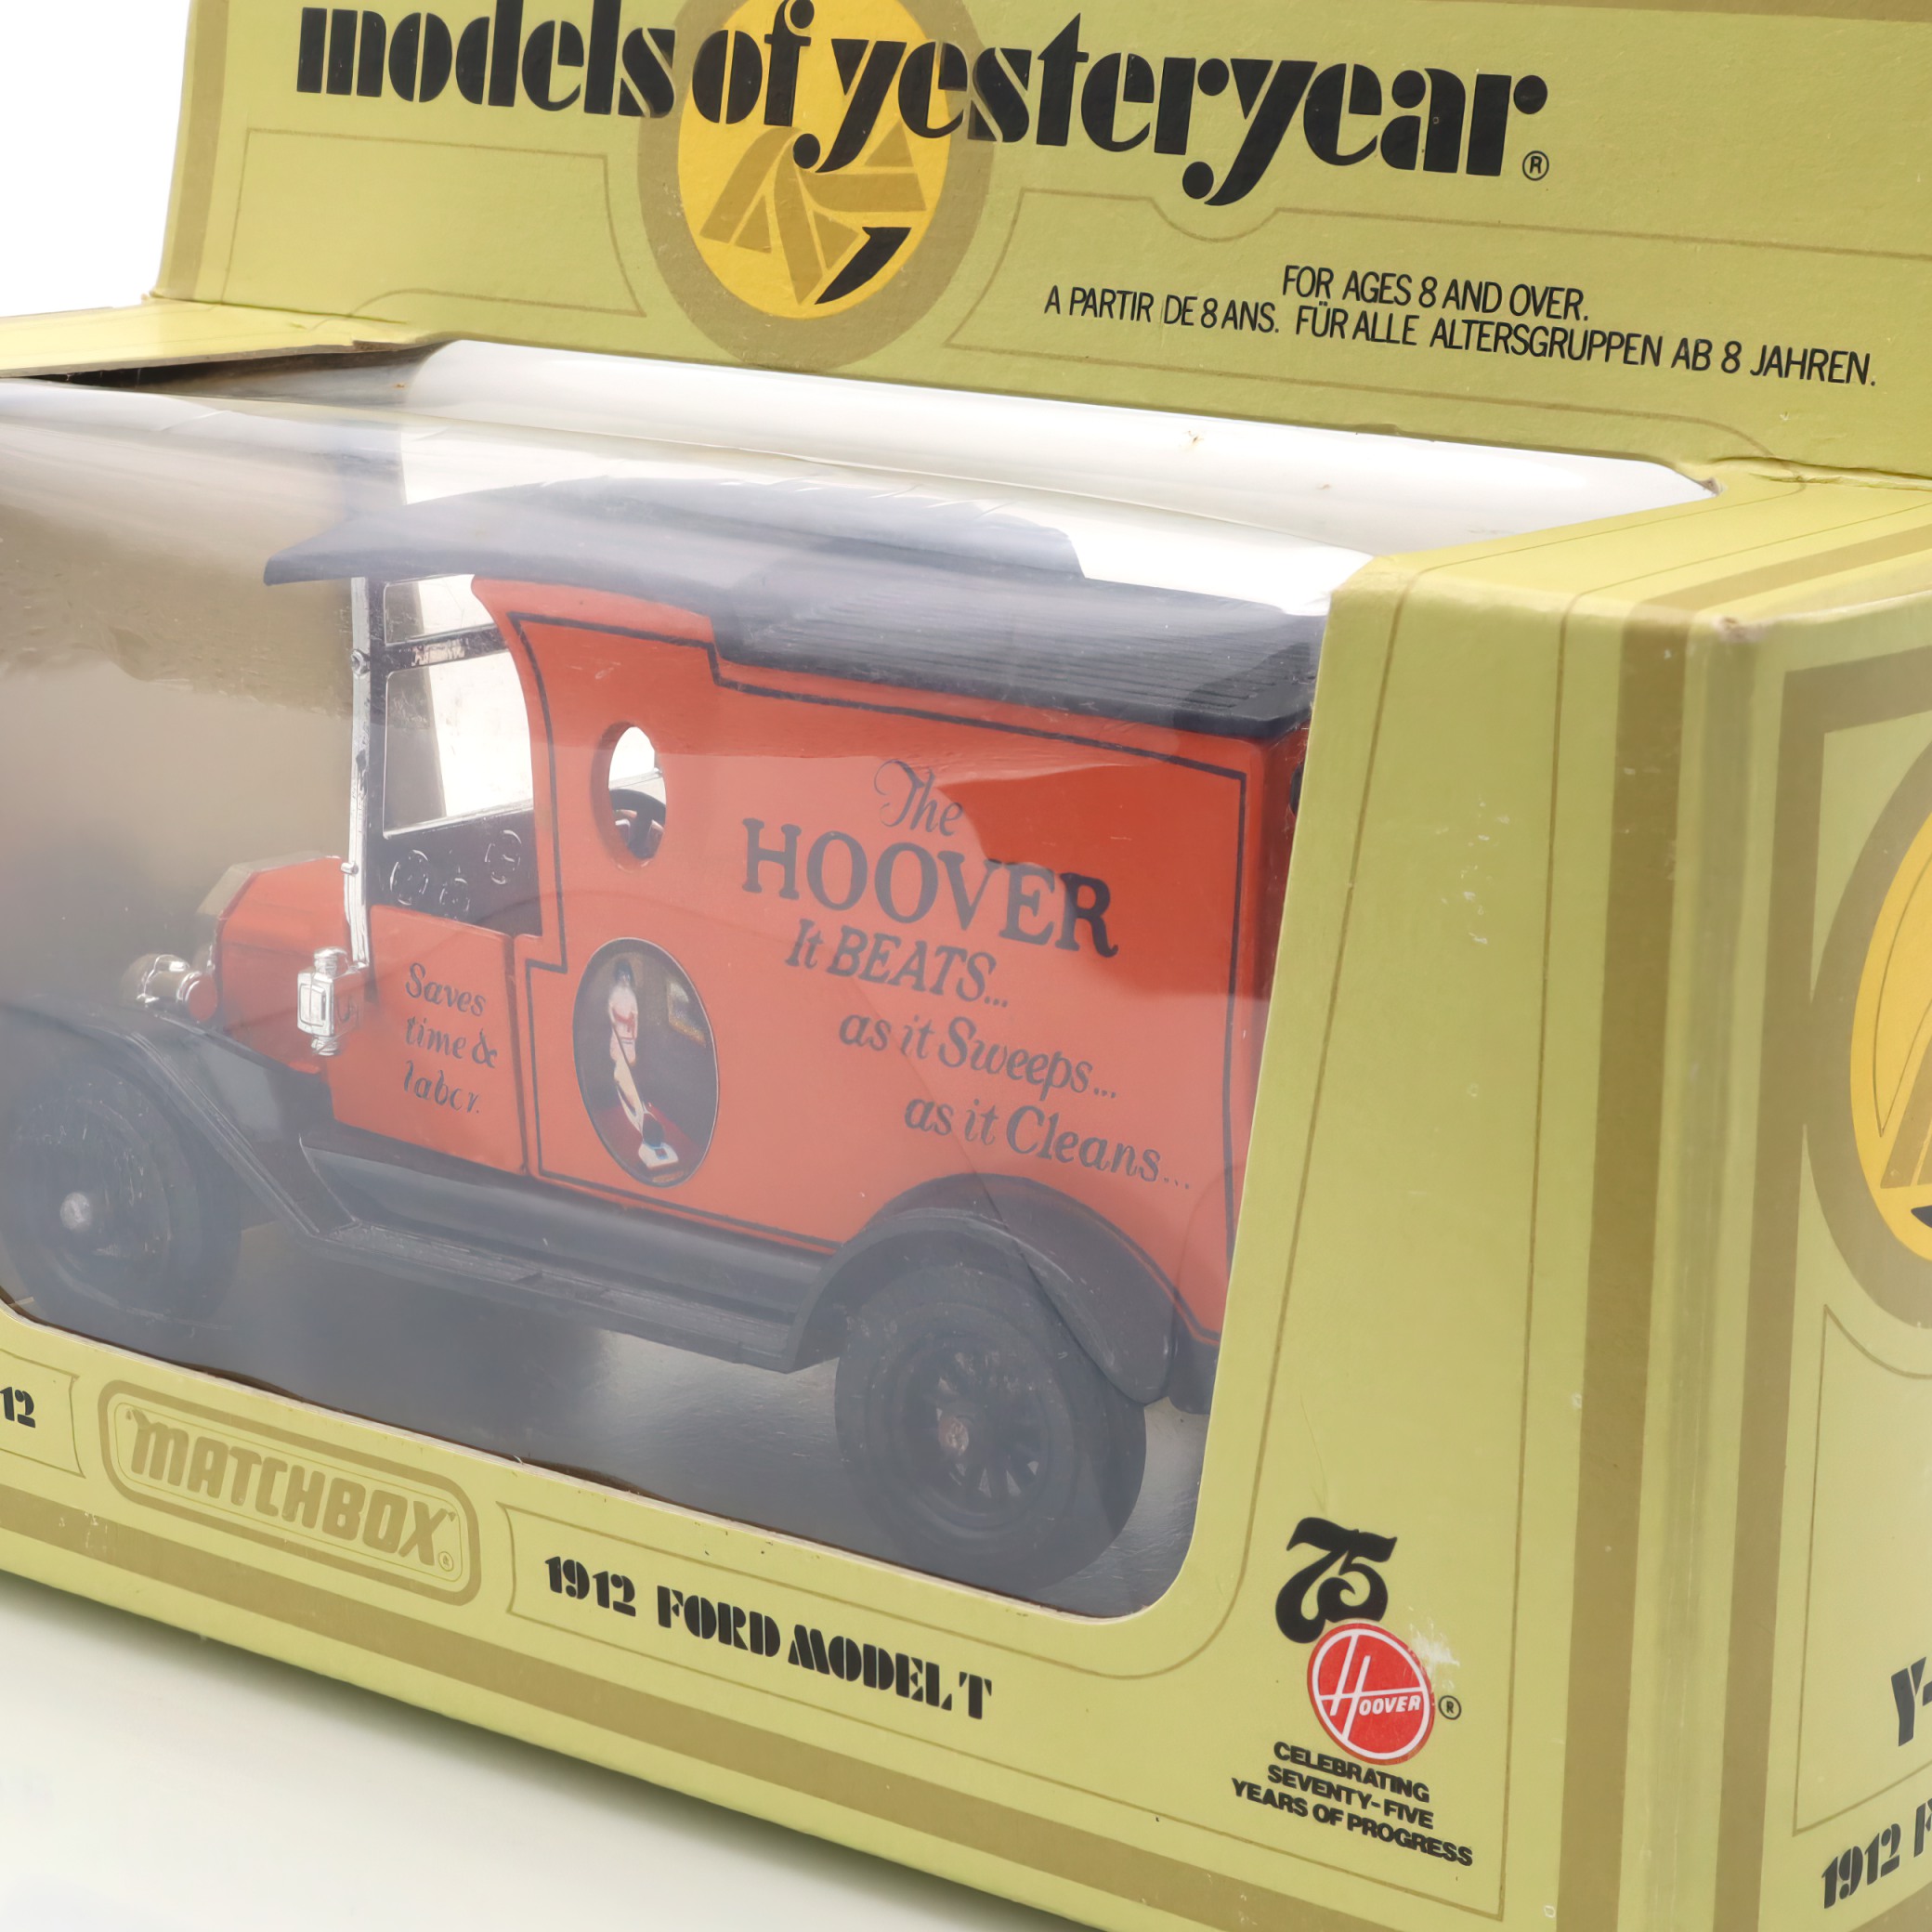 models of yesteryear®
FOR AGES 8 AND OVER.
A PARTIR DE 8 ANS. FÜR ALLE ALTERSGRUPPEN AB 8 JAHREN.
The
HOOVER
It BEATS...
as it Sweeps...
as it Cleans...
Saves
time &
labor.
12
MATCHBOX®
1912 FORD MODEL T
75
HOOVER®
CELEBRATING
SEVENTY-FIVE
YEARS OF PROGRESS
Y-
1912 F